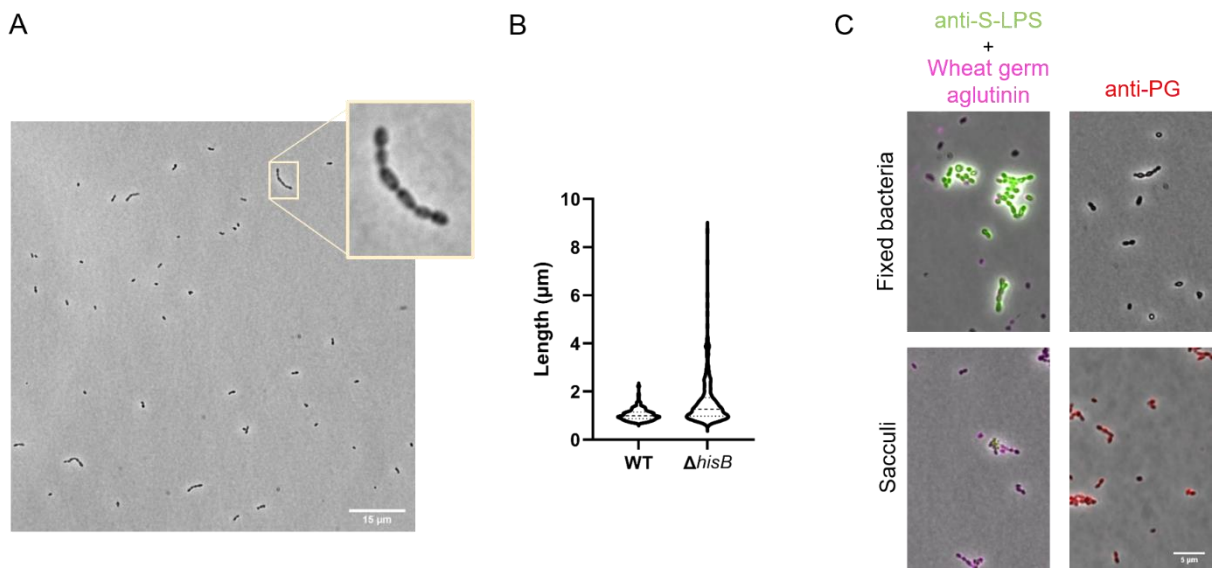 A
15 µm
B
Length (µm)
10
8
6
4
2
0
WT
ΔhisB
C
anti-S-LPS
+
Wheat germ
aglutinin
anti-PG
Fixed bacteria
Sacculi
5 µm